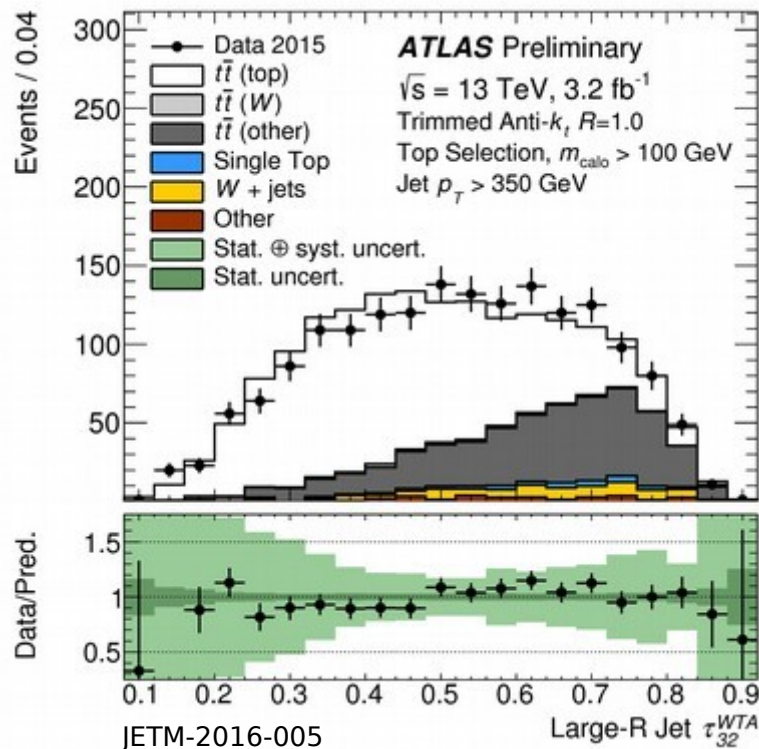 Events / 0.04
300
250
200
150
100
50
Data 2015
tt̄ (top)
tt̄ (W)
tt̄ (other)
Single Top
W + jets
Other
Stat. ⊕ syst. uncert.
Stat. uncert.
ATLAS Preliminary
√s = 13 TeV, 3.2 fb⁻¹
Trimmed Anti-kₜ R=1.0
Top Selection, m_calo > 100 GeV
Jet p_T > 350 GeV
Data/Pred.
1.5
1
0.5
0.1 0.2 0.3 0.4 0.5 0.6 0.7 0.8 0.9
JETM-2016-005
Large-R Jet τ₃₂^WTA